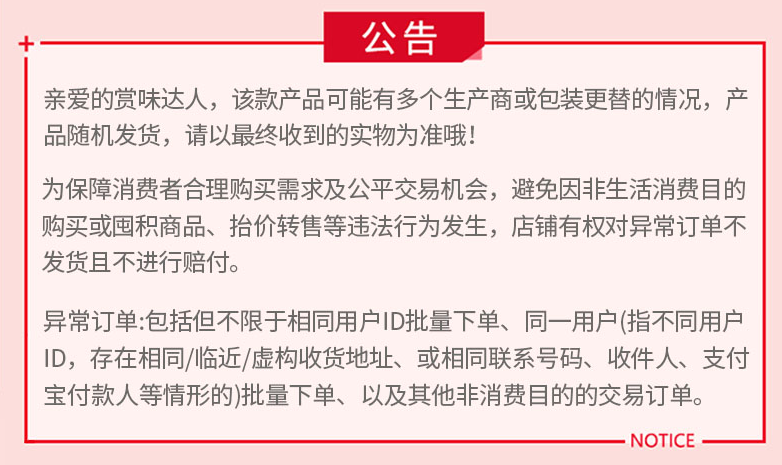 公告
亲爱的赏味达人，该款产品可能有多个生产商或包装更替的情况，产
品随机发货，请以最终收到的实物为准哦！
为保障消费者合理购买需求及公平交易机会，避免因非生活消费目的
购买或囤积商品、抬价转售等违法行为发生，店铺有权对异常订单不
发货且不进行赔付。
异常订单:包括但不限于相同用户ID批量下单、同一用户(指不同用户
ID，存在相同/临近/虚构收货地址、或相同联系号码、收件人、支付
宝付款人等情形的)批量下单、以及其他非消费目的的交易订单。
NOTICE